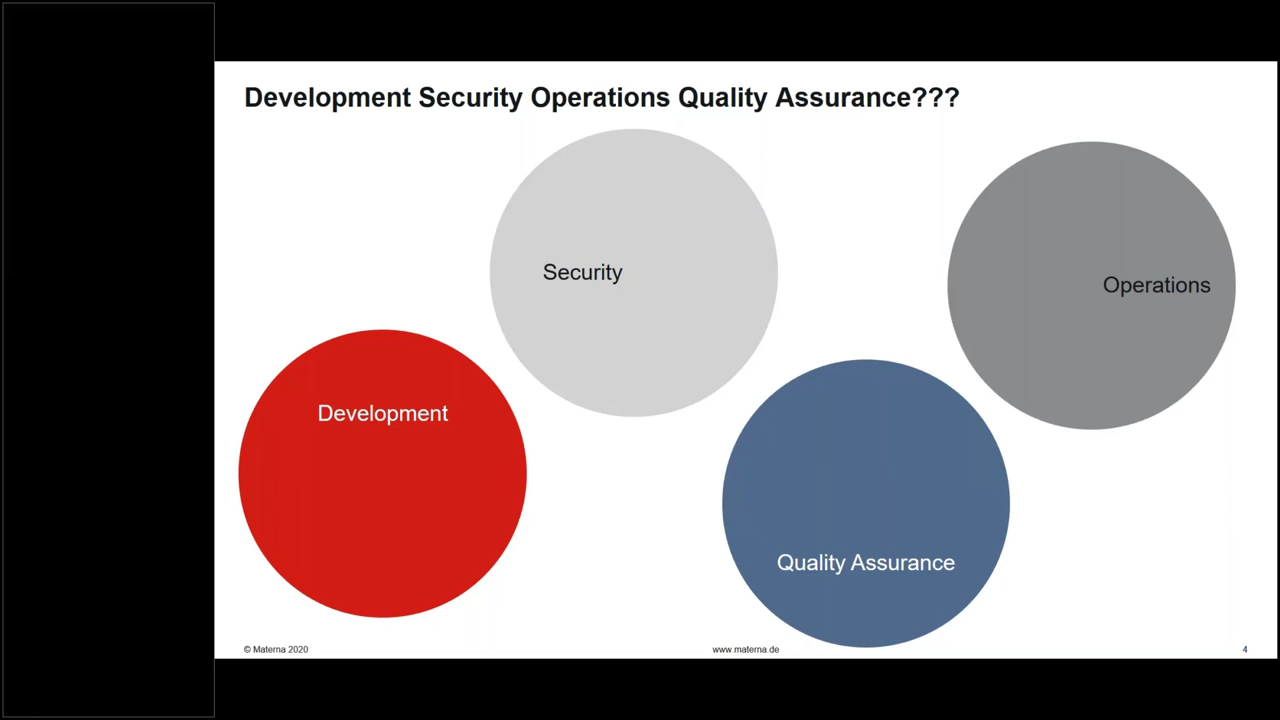 Development Security Operations Quality Assurance???
Security
Operations
Development
Quality Assurance
© Materna 2020
www.materna.de
4